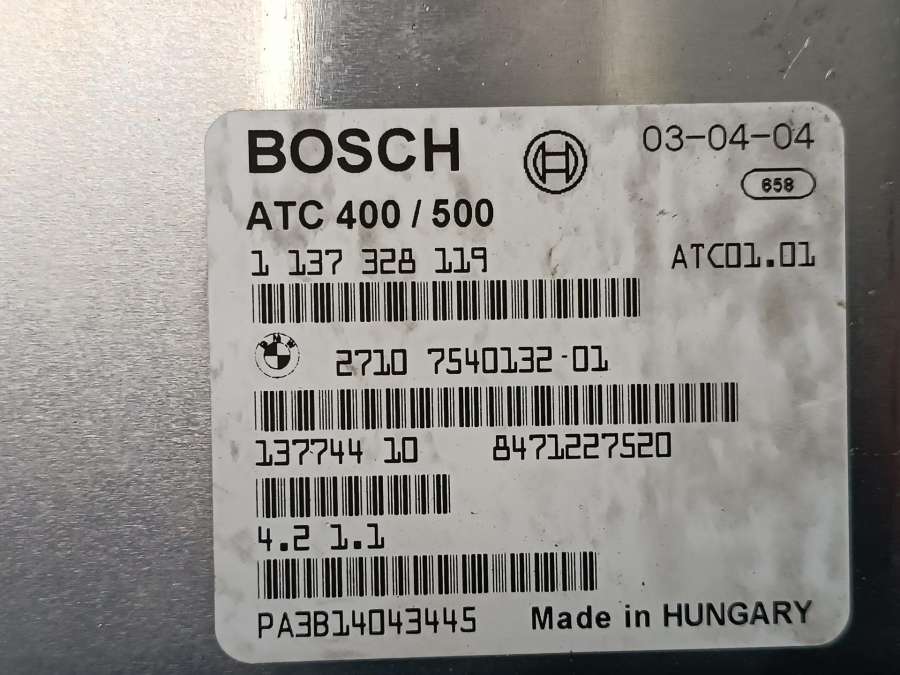 BOSCH
03-04-04
658
ATC 400 / 500
1 137 328 119
ATC01.01
BMW
2710 7540132-01
137744 10 8471227520
4.2 1.1
PA3B14043445
Made in HUNGARY